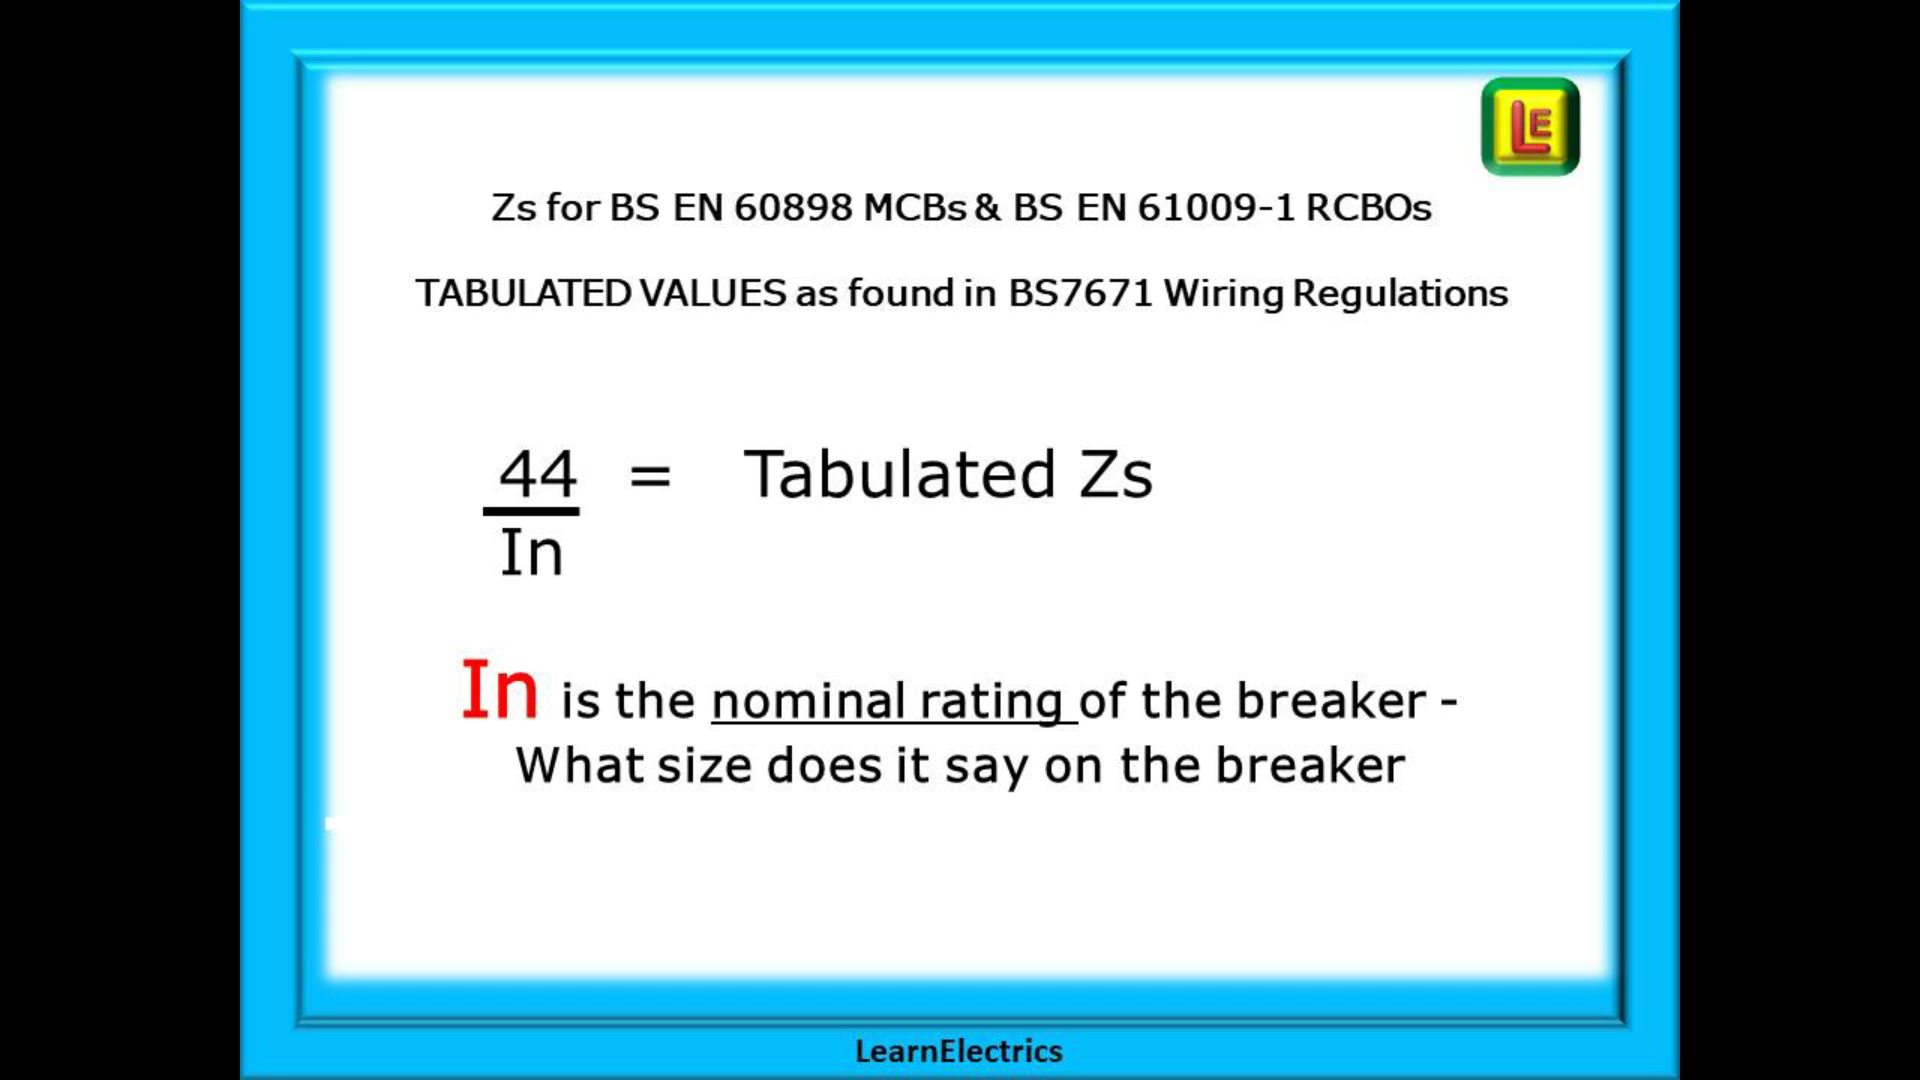 LE
Zs for BS EN 60898 MCBs & BS EN 61009-1 RCBOs
TABULATED VALUES as found in BS7671 Wiring Regulations
44 = Tabulated Zs
In
In is the nominal rating of the breaker -
What size does it say on the breaker
LearnElectrics